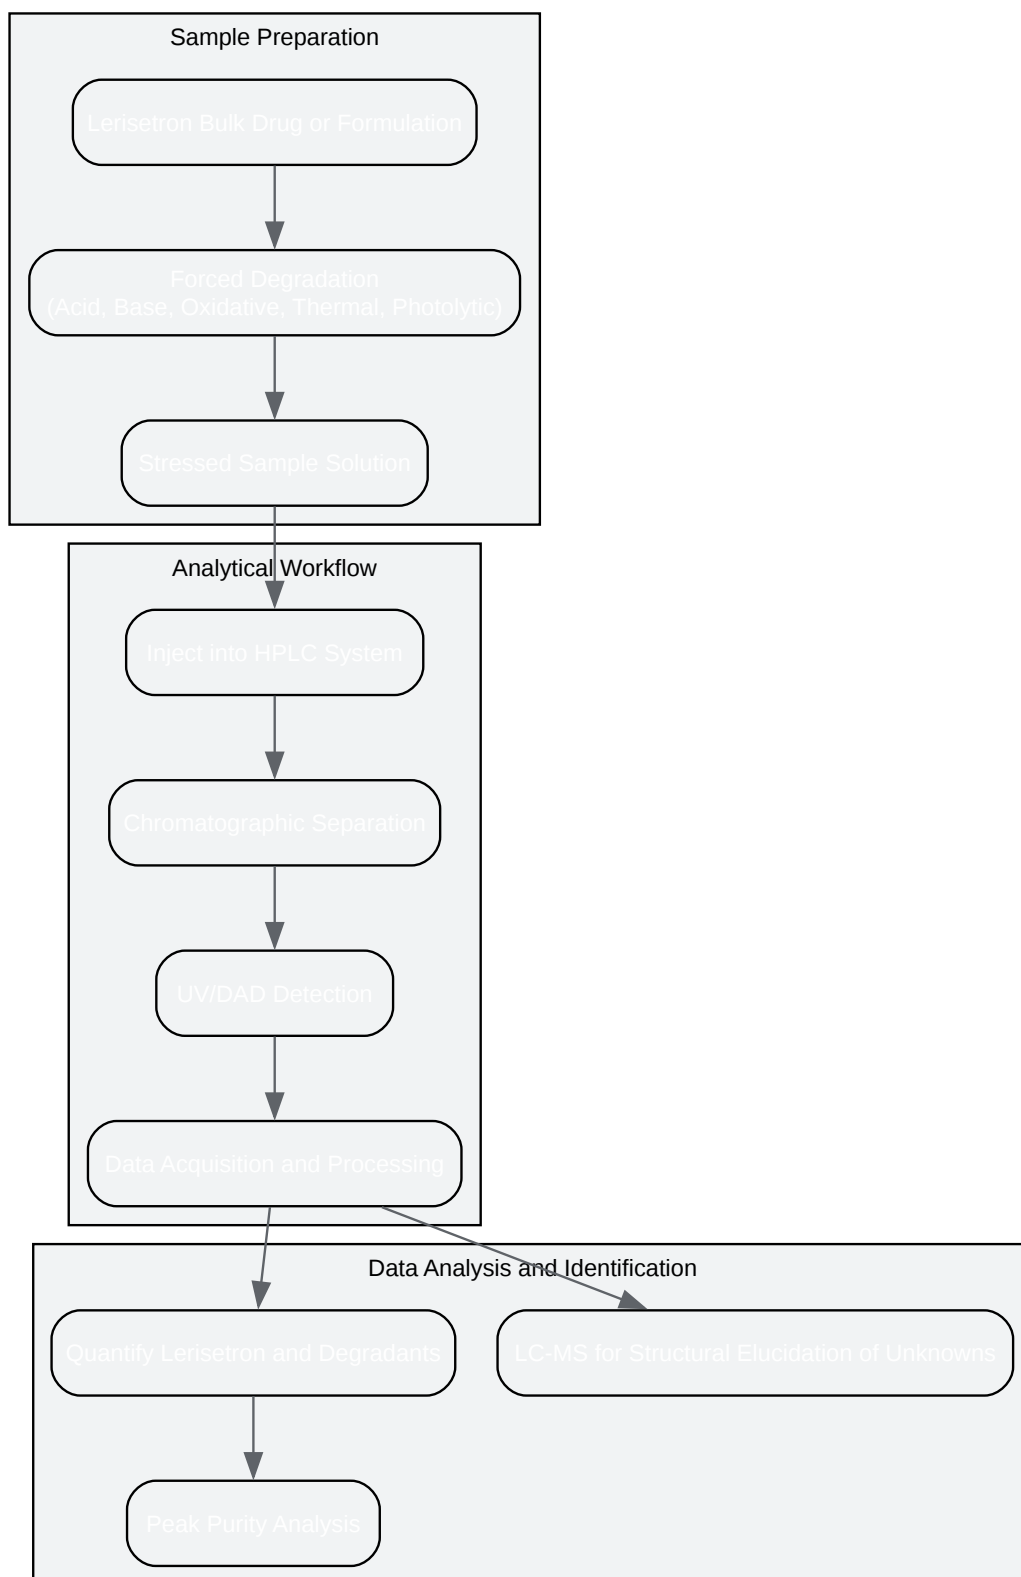 Sample Preparation
Lerisetron Bulk Drug or Formulation
Forced Degradation
(Acid, Base, Oxidative, Thermal, Photolytic)
Stressed Sample Solution
Analytical Workflow
Inject into HPLC System
Chromatographic Separation
UV/DAD Detection
Data Acquisition and Processing
Data Analysis and Identification
Quantify Lerisetron and Degradants
LC-MS for Structural Elucidation of Unknowns
Peak Purity Analysis